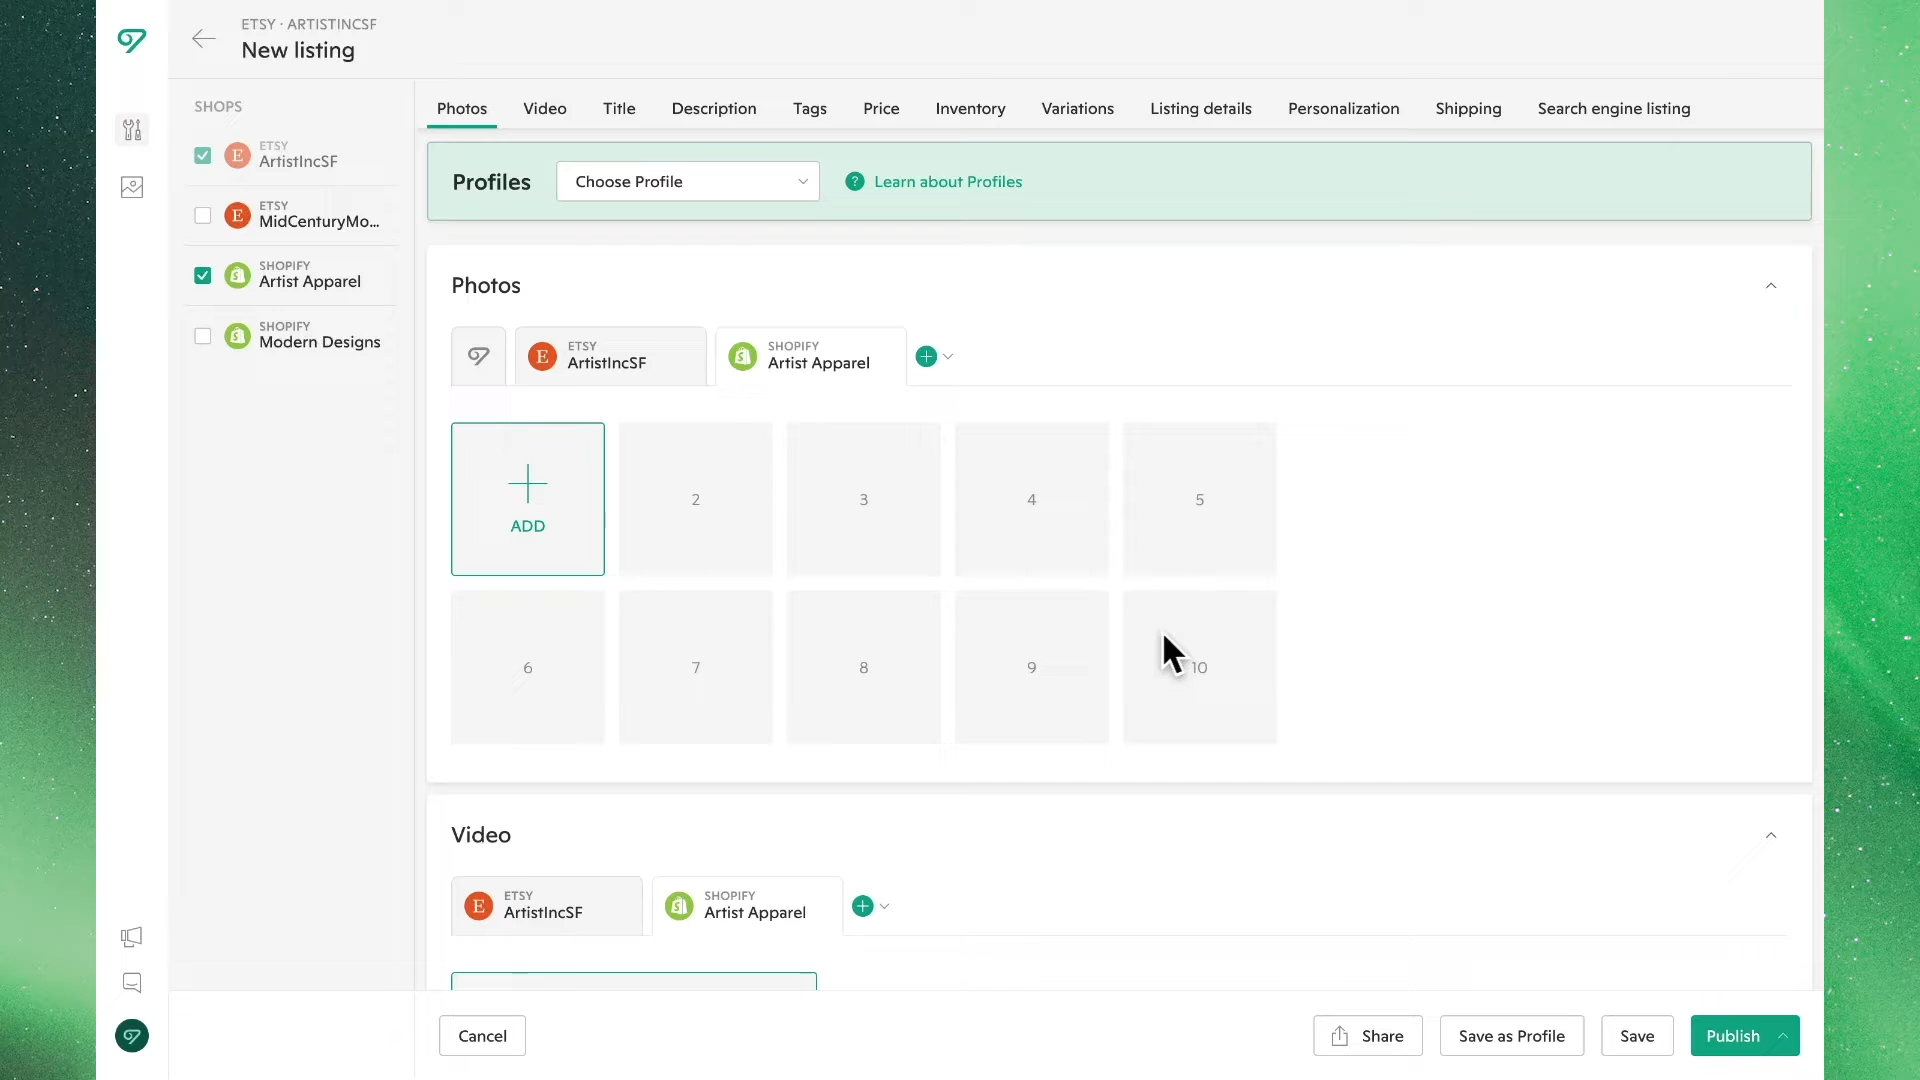 ETSY · ARTISTINCSF
New listing
SHOPS
ETSY
ArtistIncSF
ETSY
MidCenturyMo...
SHOPIFY
Artist Apparel
SHOPIFY
Modern Designs
Photos Video Title Description Tags Price Inventory Variations Listing details Personalization Shipping Search engine listing
Profiles Choose Profile ? Learn about Profiles
Photos
E ETSY
ArtistIncSF
SHOPIFY
Artist Apparel
ADD
2 3 4 5
6 7 8 9 10
Video
E ETSY
ArtistIncSF
SHOPIFY
Artist Apparel
Cancel Share Save as Profile Save Publish